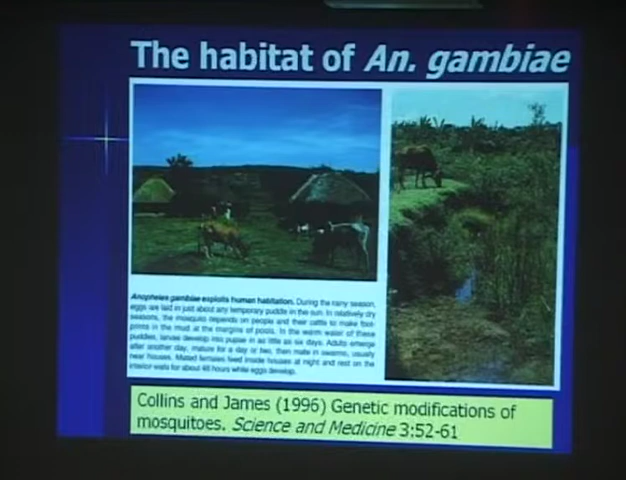 The habitat of An. gambiae
Anopheles gambiae exploits human habitation. During the rainy season,
eggs are laid in just about any temporary puddle in the sun. In relatively dry
seasons, the mosquito depends on people and their cattle to make foot-
prints in the mud at the margins of pools. In the warm water of these
puddles, larvae develop into pupae in as little as six days. Adults emerge
after another day, mature for a day or two, then mate in swarms, usually
near houses. Mated females feed inside houses at night and rest on the
interior walls for about 48 hours while eggs develop.
Collins and James (1996) Genetic modifications of
mosquitoes. Science and Medicine 3:52-61